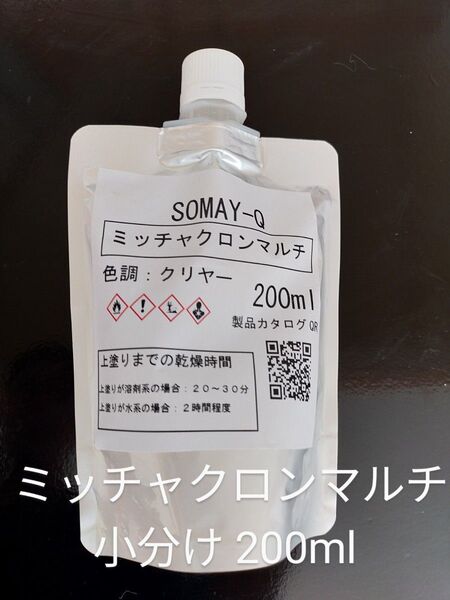 SOMAY-Q
ミッチャクロンマルチ
色調：クリヤー
200ml
製品カタログQR
上塗りまでの乾燥時間
上塗りが溶剤系の場合：20～30分
上塗りが水系の場合：2時間程度
ミッチャクロンマルチ
小分け 200ml